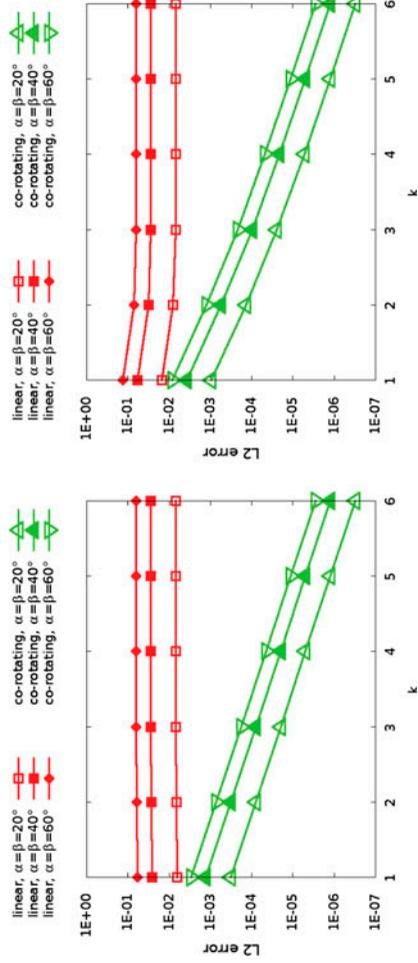 linear, α=β=20°
linear, α=β=40°
linear, α=β=60°
co-rotating, α=β=20°
co-rotating, α=β=40°
co-rotating, α=β=60°
1E+00
1E-01
1E-02
1E-03
1E-04
1E-05
1E-06
1E-07
L2 error
1 2 3 4 5 6
k
linear, α=β=20°
linear, α=β=40°
linear, α=β=60°
co-rotating, α=β=20°
co-rotating, α=β=40°
co-rotating, α=β=60°
1E+00
1E-01
1E-02
1E-03
1E-04
1E-05
1E-06
1E-07
L2 error
1 2 3 4 5 6
k